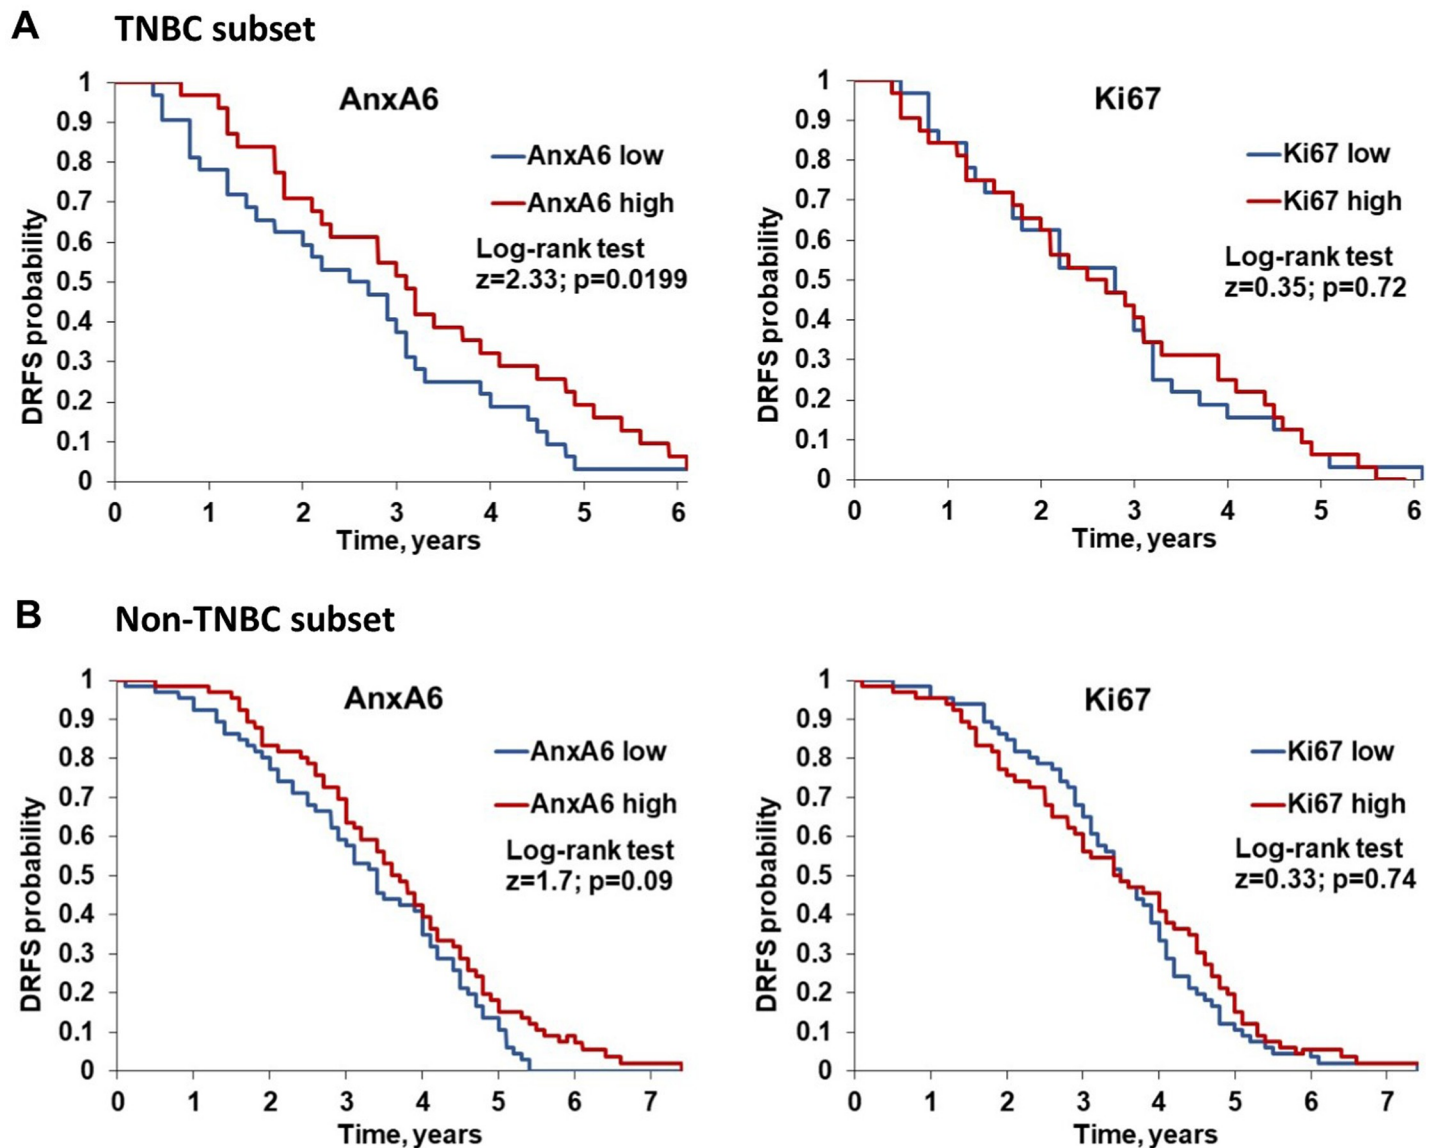 A TNBC subset
AnxA6
AnxA6 low
AnxA6 high
Log-rank test
z=2.33; p=0.0199
DRFS probability
1
0.9
0.8
0.7
0.6
0.5
0.4
0.3
0.2
0.1
0
0 1 2 3 4 5 6
Time, years
Ki67
Ki67 low
Ki67 high
Log-rank test
z=0.35; p=0.72
DRFS probability
1
0.9
0.8
0.7
0.6
0.5
0.4
0.3
0.2
0.1
0
0 1 2 3 4 5 6
Time, years
B Non-TNBC subset
AnxA6
AnxA6 low
AnxA6 high
Log-rank test
z=1.7; p=0.09
DRFS probability
1
0.9
0.8
0.7
0.6
0.5
0.4
0.3
0.2
0.1
0
0 1 2 3 4 5 6 7
Time, years
Ki67
Ki67 low
Ki67 high
Log-rank test
z=0.33; p=0.74
DRFS probability
1
0.9
0.8
0.7
0.6
0.5
0.4
0.3
0.2
0.1
0
0 1 2 3 4 5 6 7
Time, years